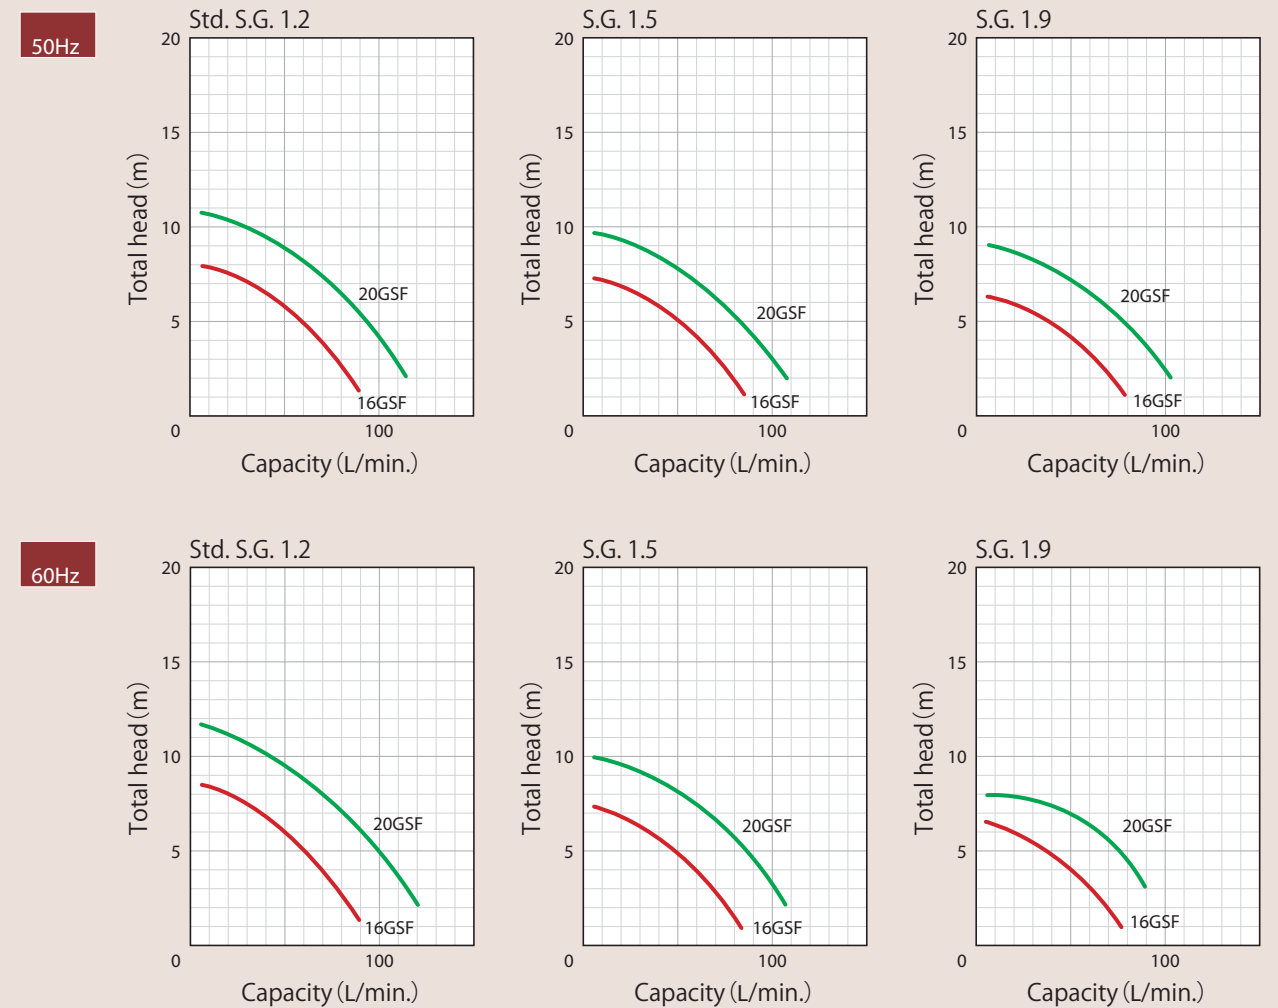 50Hz
Std. S.G. 1.2
20
15
10
5
0
100
Total head (m)
Capacity (L/min.)
20GSF
16GSF
S.G. 1.5
20
15
10
5
0
100
Total head (m)
Capacity (L/min.)
20GSF
16GSF
S.G. 1.9
20
15
10
5
0
100
Total head (m)
Capacity (L/min.)
20GSF
16GSF
60Hz
Std. S.G. 1.2
20
15
10
5
0
100
Total head (m)
Capacity (L/min.)
20GSF
16GSF
S.G. 1.5
20
15
10
5
0
100
Total head (m)
Capacity (L/min.)
20GSF
16GSF
S.G. 1.9
20
15
10
5
0
100
Total head (m)
Capacity (L/min.)
20GSF
16GSF